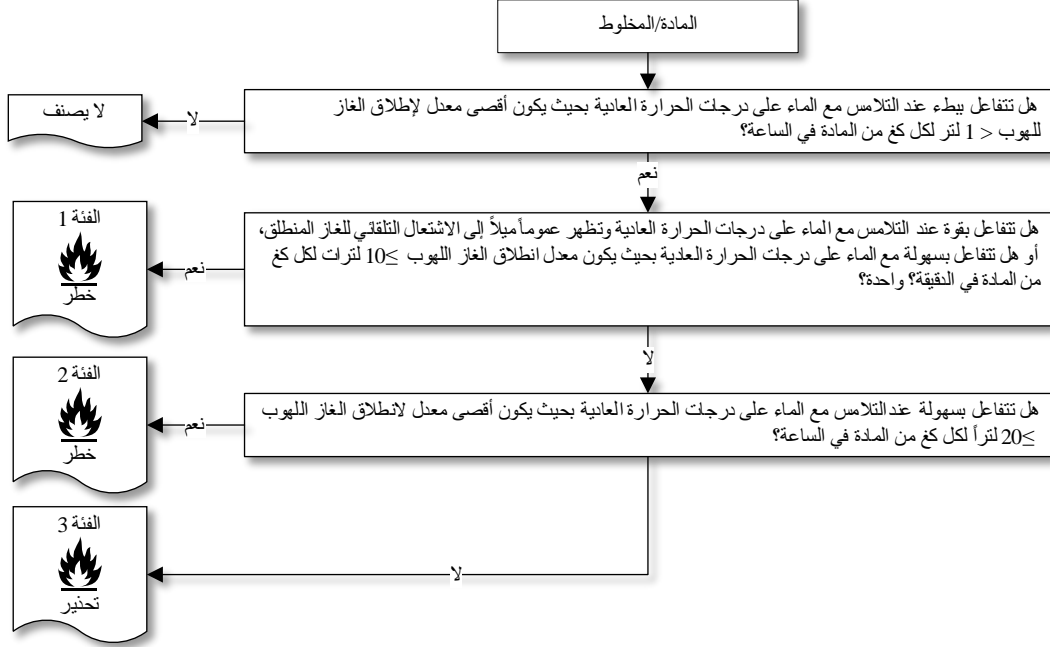 المادة/المخلوط
هل تتفاعل ببطء عند التلامس مع الماء على درجات الحرارة العادية بحيث يكون أقصى معدل لإطلاق الغاز
للهوب < 1 لتر لكل كغ من المادة في الساعة؟
لا
لا يصنف
نعم
هل تتفاعل بقوة عند التلامس مع الماء على درجات الحرارة العادية وتظهر عموماً ميلاً إلى الاشتعال التلقائي للغاز المنطلق،
أو هل تتفاعل بسهولة مع الماء على درجات الحرارة العادية بحيث يكون معدل انطلاق الغاز اللهوب ≥10 لترات لكل كغ
من المادة في الدقيقة؟ واحدة؟
نعم
الفئة 1
خطر
لا
هل تتفاعل بسهولة عند التلامس مع الماء على درجات الحرارة العادية بحيث يكون أقصى معدل لانطلاق الغاز اللهوب
≥20 لتراً لكل كغ من المادة في الساعة؟
نعم
الفئة 2
خطر
لا
الفئة 3
تحذير